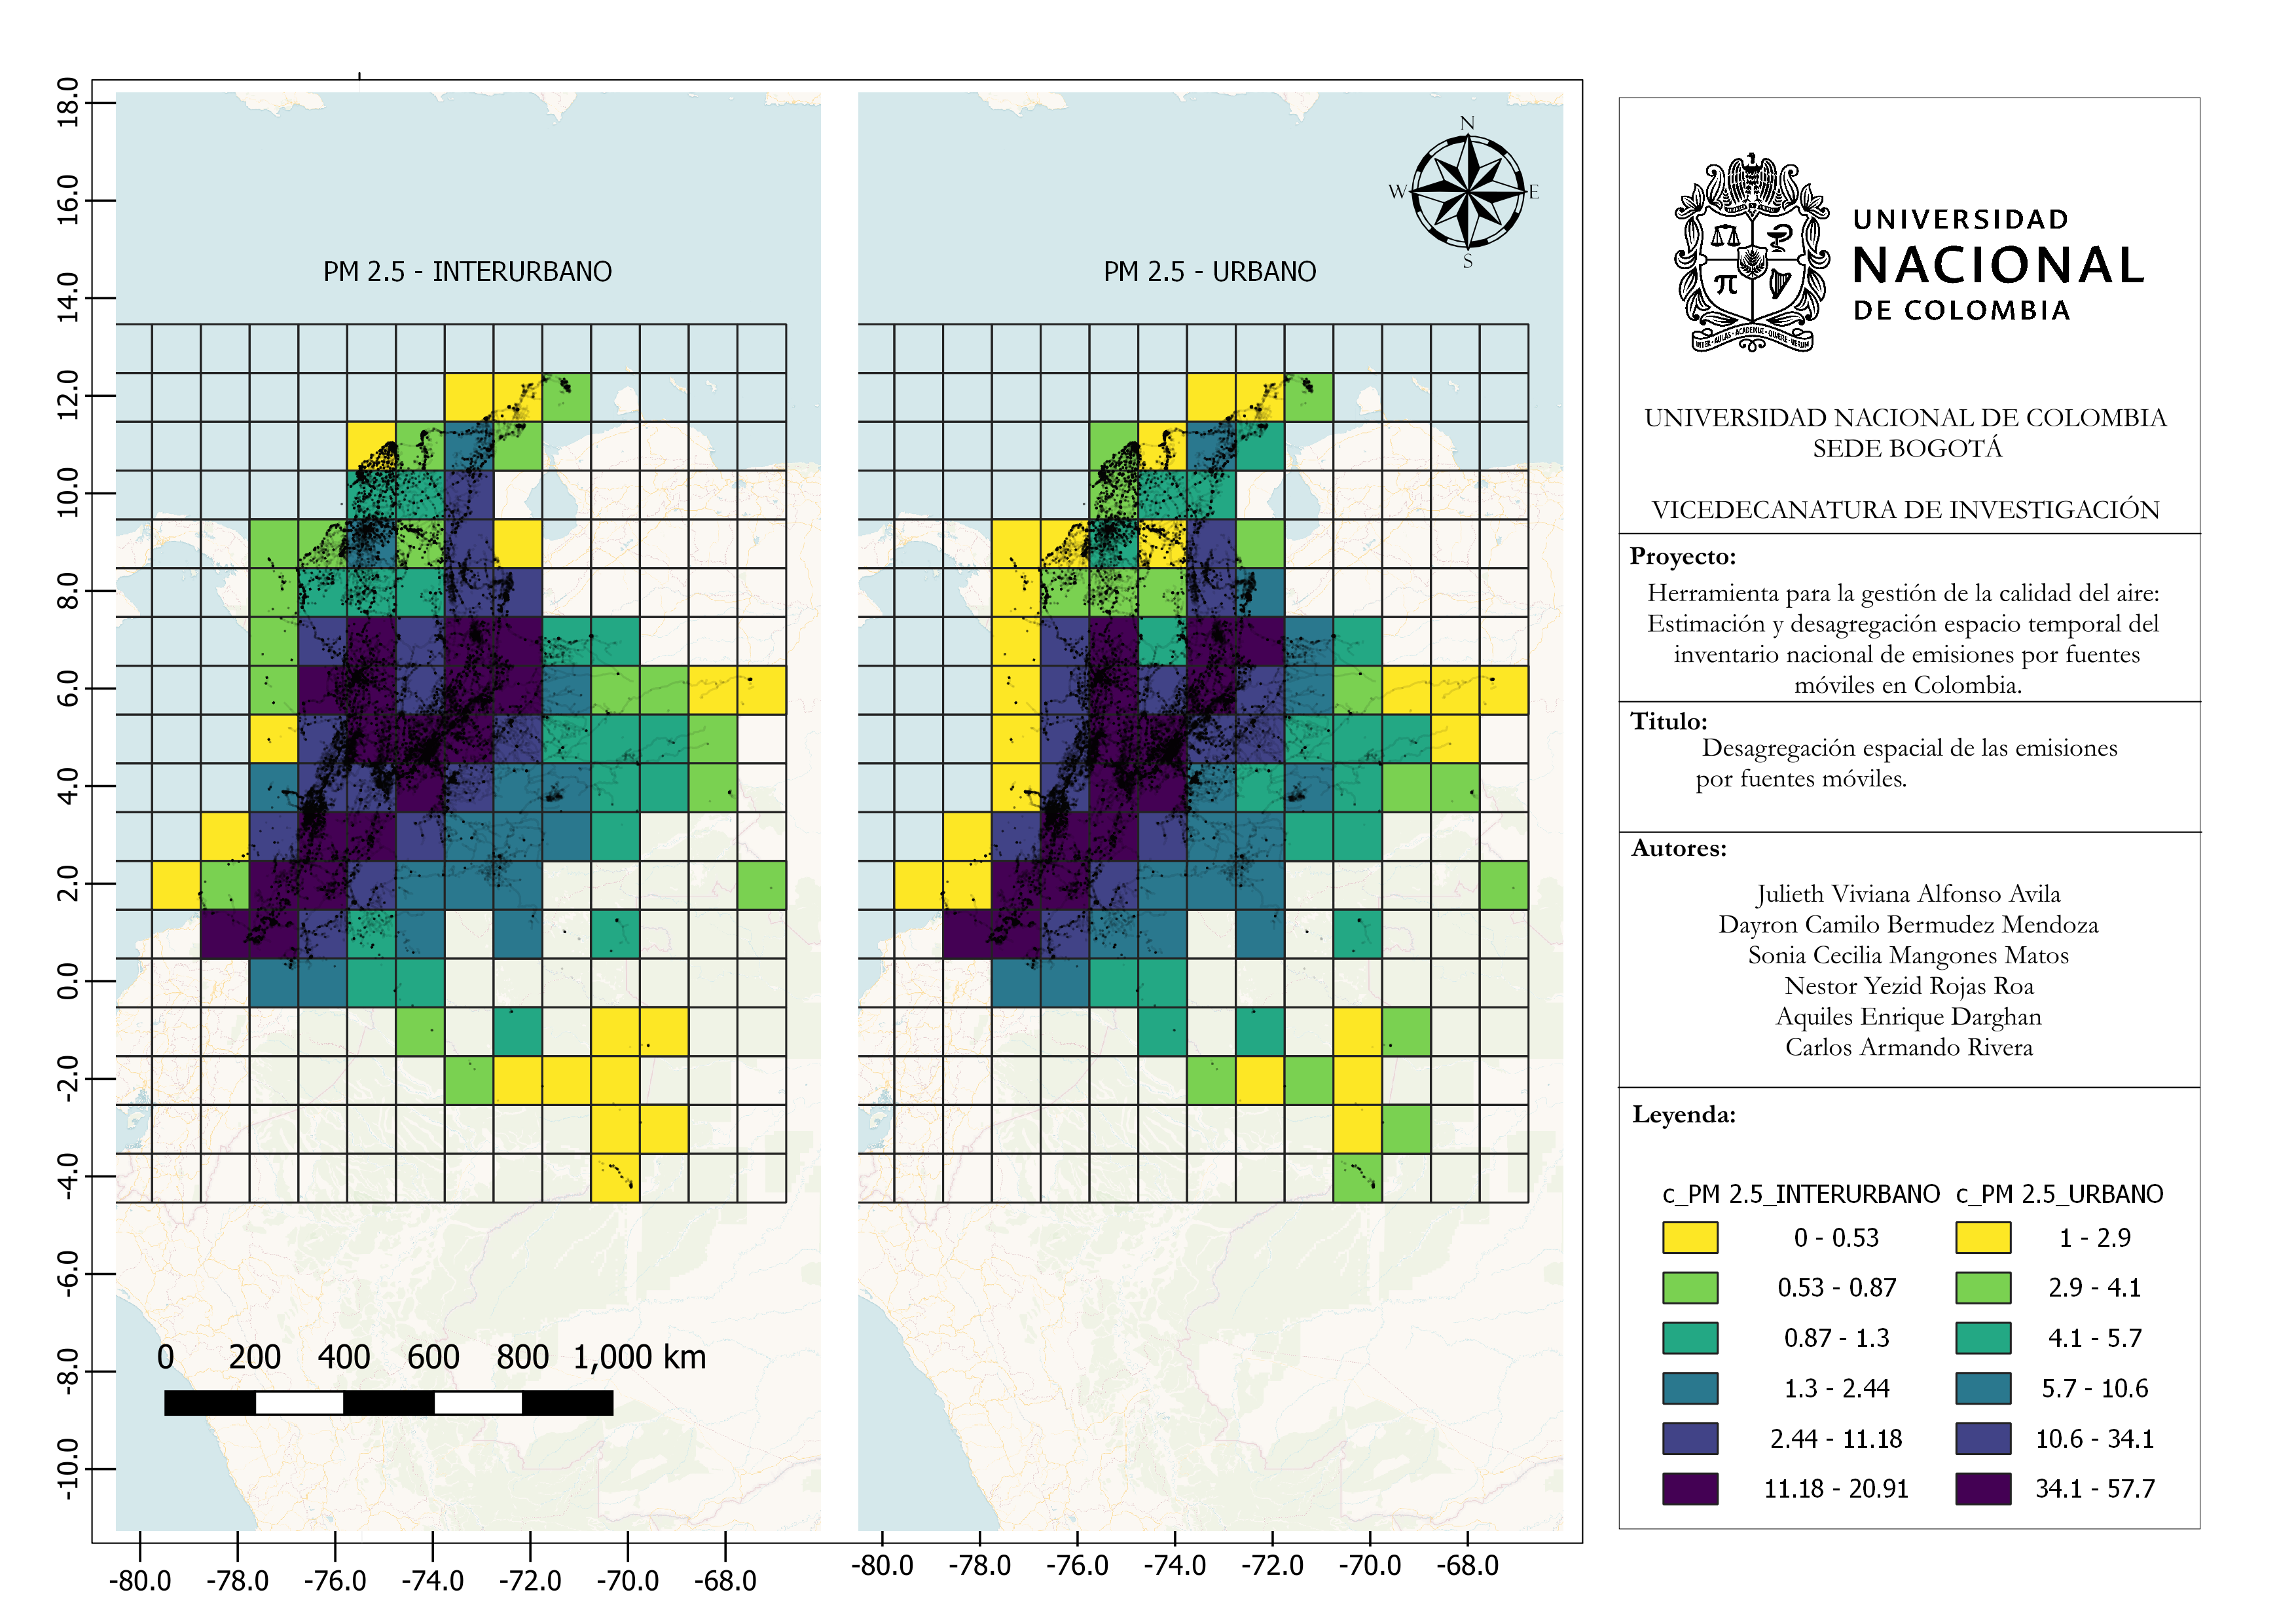 18.0
16.0
14.0
12.0
10.0
8.0
6.0
4.0
2.0
0.0
-2.0
-4.0
-6.0
-8.0
-10.0
PM 2.5 - INTERURBANO
0 200 400 600 800 1,000 km
-80.0 -78.0 -76.0 -74.0 -72.0 -70.0 -68.0
PM 2.5 - URBANO
N
W E
S
-80.0 -78.0 -76.0 -74.0 -72.0 -70.0 -68.0
π
INTER · AULAS · ACADEMIÆ · QUÆRE · VERUM
UNIVERSIDAD
NACIONAL
DE COLOMBIA
UNIVERSIDAD NACIONAL DE COLOMBIA
SEDE BOGOTÁ
VICEDECANATURA DE INVESTIGACIÓN
Proyecto:
Herramienta para la gestión de la calidad del aire:
Estimación y desagregación espacio temporal del
inventario nacional de emisiones por fuentes
móviles en Colombia.
Titulo:
Desagregación espacial de las emisiones
por fuentes móviles.
Autores:
Julieth Viviana Alfonso Avila
Dayron Camilo Bermudez Mendoza
Sonia Cecilia Mangones Matos
Nestor Yezid Rojas Roa
Aquiles Enrique Darghan
Carlos Armando Rivera
Leyenda:
c_PM 2.5_INTERURBANO c_PM 2.5_URBANO
0 - 0.53 1 - 2.9
0.53 - 0.87 2.9 - 4.1
0.87 - 1.3 4.1 - 5.7
1.3 - 2.44 5.7 - 10.6
2.44 - 11.18 10.6 - 34.1
11.18 - 20.91 34.1 - 57.7